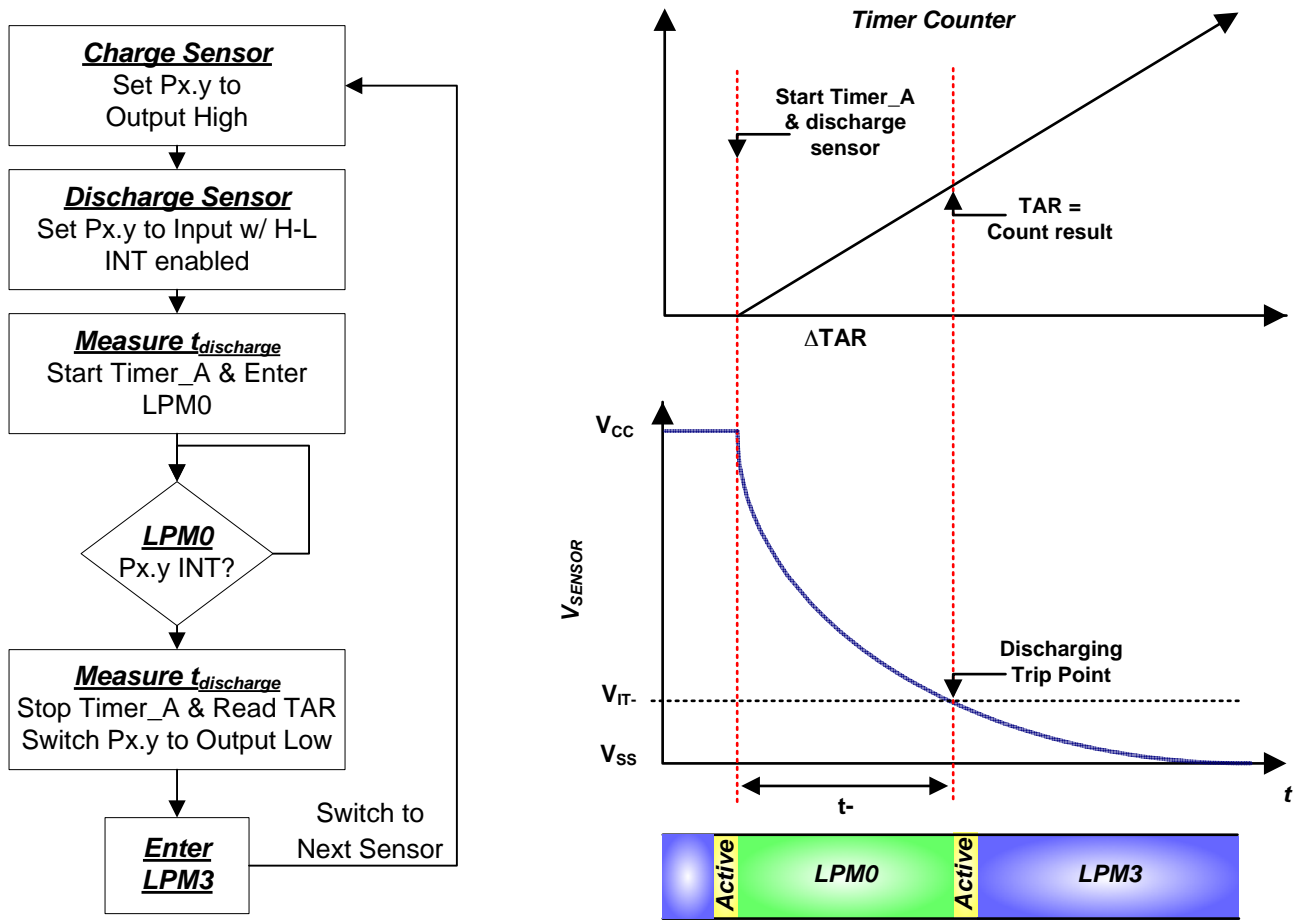 Charge Sensor
Set Px.y to
Output High
Discharge Sensor
Set Px.y to Input w/ H-L
INT enabled
Measure tdischarge
Start Timer_A & Enter
LPM0
LPM0
Px.y INT?
Measure tdischarge
Stop Timer_A & Read TAR
Switch Px.y to Output Low
Enter
LPM3
Switch to
Next Sensor
Timer Counter
Start Timer_A
& discharge
sensor
TAR =
Count result
ΔTAR
VCC
VSENSOR
Discharging
Trip Point
VIT-
VSS
t
t-
Active
LPM0
Active
LPM3